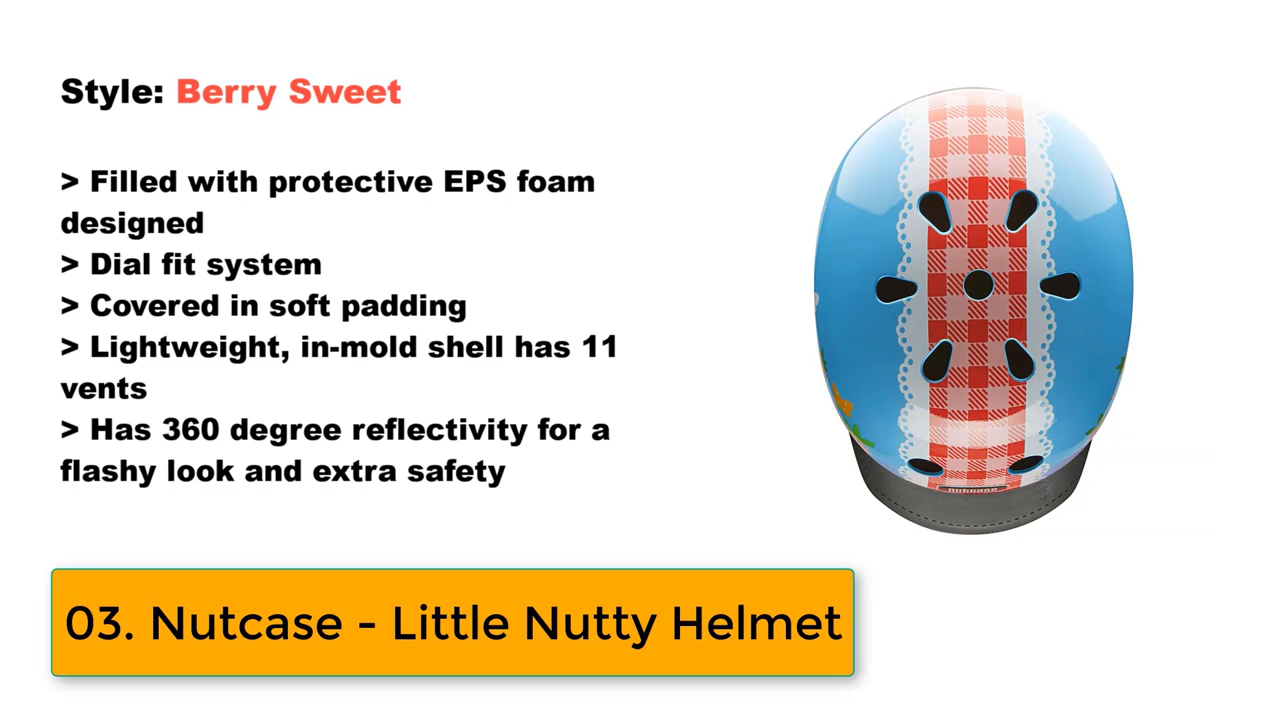 Style: Berry Sweet
> Filled with protective EPS foam
designed
> Dial fit system
> Covered in soft padding
> Lightweight, in-mold shell has 11
vents
> Has 360 degree reflectivity for a
flashy look and extra safety
nutcase
03. Nutcase - Little Nutty Helmet